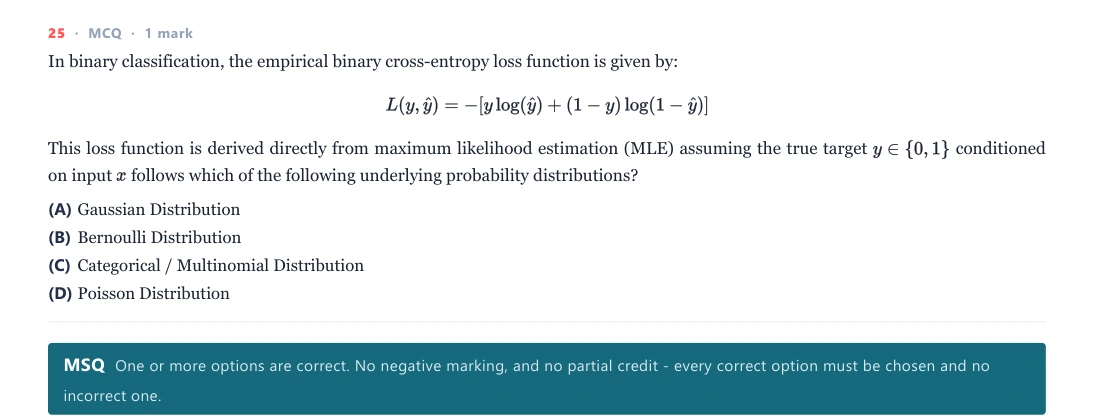 25 · MCQ · 1 mark
In binary classification, the empirical binary cross-entropy loss function is given by:
L(y, ŷ) = −[y log(ŷ) + (1 − y) log(1 − ŷ)]
This loss function is derived directly from maximum likelihood estimation (MLE) assuming the true target y ∈ {0, 1} conditioned
on input x follows which of the following underlying probability distributions?
(A) Gaussian Distribution
(B) Bernoulli Distribution
(C) Categorical / Multinomial Distribution
(D) Poisson Distribution
MSQ One or more options are correct. No negative marking, and no partial credit - every correct option must be chosen and no
incorrect one.